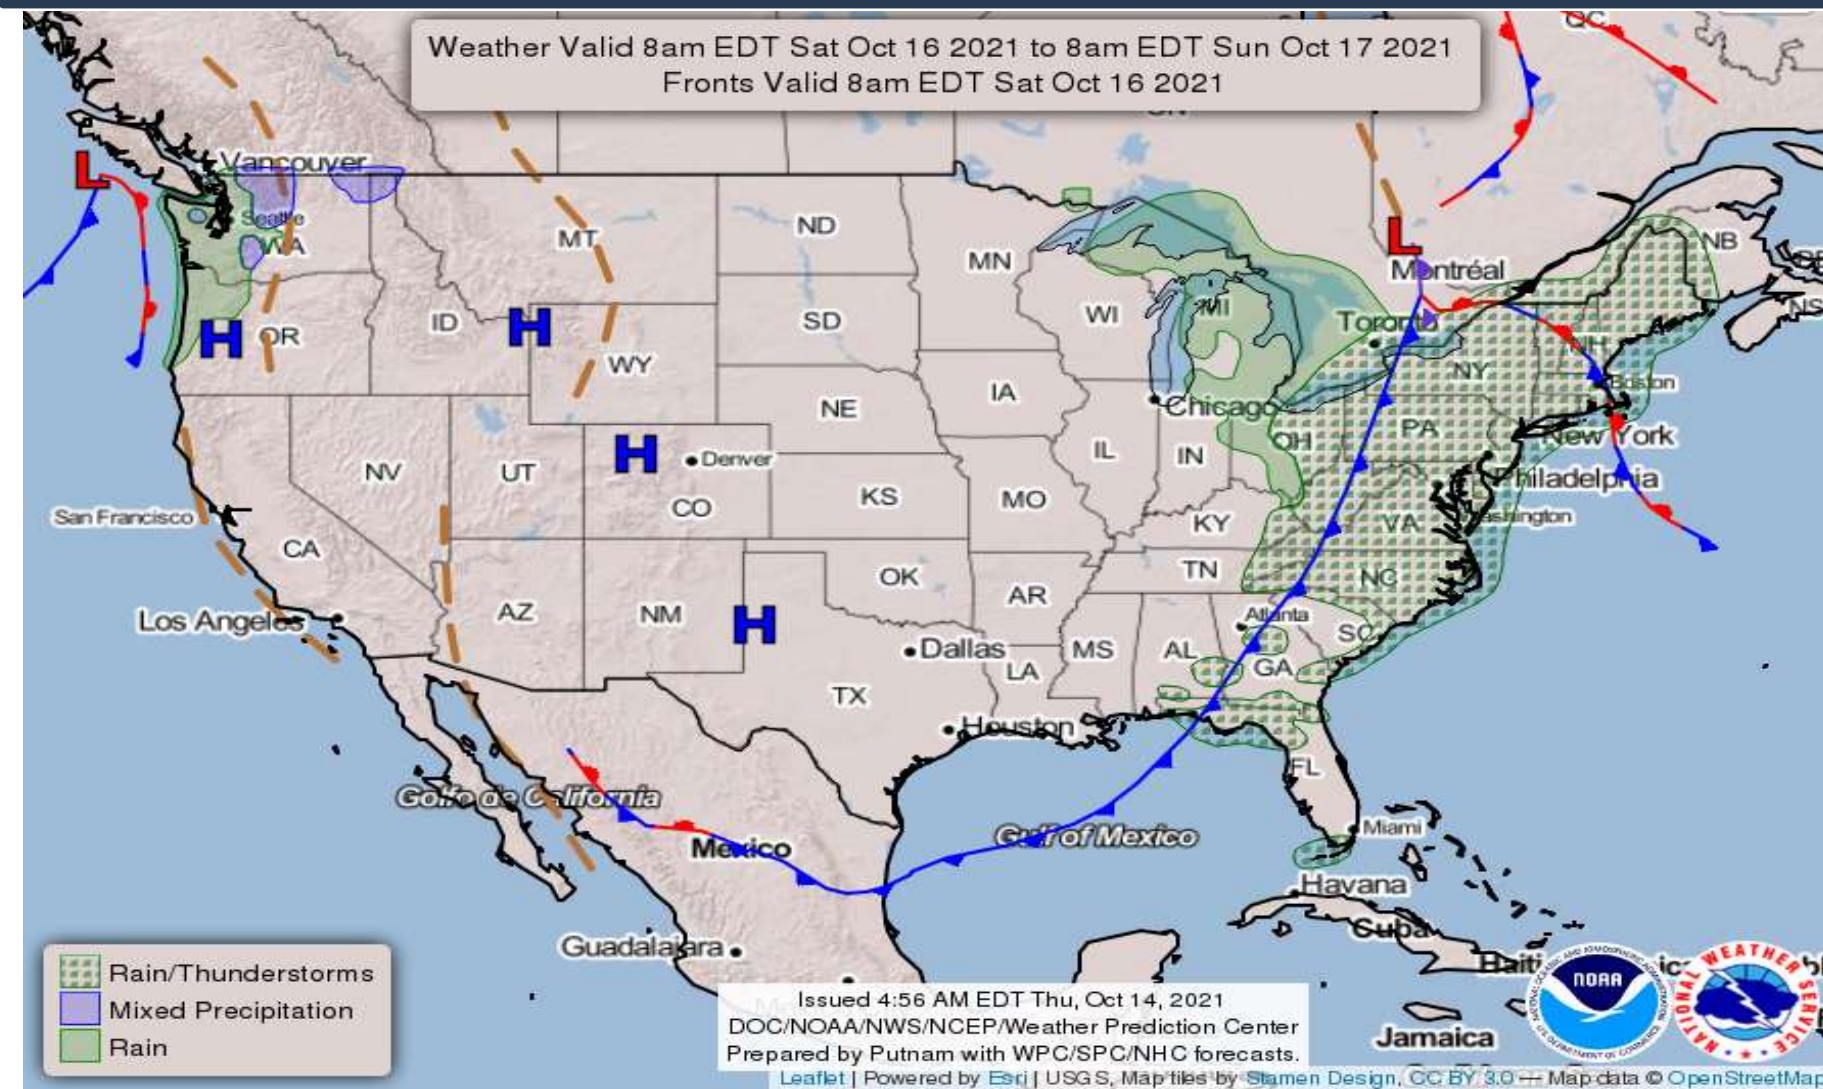 Weather Valid 8am EDT Sat Oct 16 2021 to 8am EDT Sun Oct 17 2021
Fronts Valid 8am EDT Sat Oct 16 2021
QC
Vancouver
L
Seattle
WA
MT
ND
MN
L
Montréal
NB
NS
H
OR
ID
H
WY
SD
WI
MI
Toronto
NH
NY
Boston
IA
NE
Chicago
OH
PA
New York
NV
UT
H
Denver
CO
KS
MO
IL
IN
KY
Philadelphia
San Francisco
CA
VA
OK
TN
NC
Los Angeles
AZ
NM
H
AR
Atlanta
SC
Dallas
LA
MS
AL
GA
TX
Houston
FL
Golfo de California
Mexico
Gulf of Mexico
Miami
Havana
Cuba
Guadalajara
Haiti
Jamaica
Rain/Thunderstorms
Mixed Precipitation
Rain
Issued 4:56 AM EDT Thu, Oct 14, 2021
DOC/NOAA/NWS/NCEP/Weather Prediction Center
Prepared by Putnam with WPC/SPC/NHC forecasts.
NOAA
NATIONAL WEATHER SERVICE
Leaflet | Powered by Esri | USGS, Map tiles by Stamen Design, CC BY 3.0 — Map data © OpenStreetMap